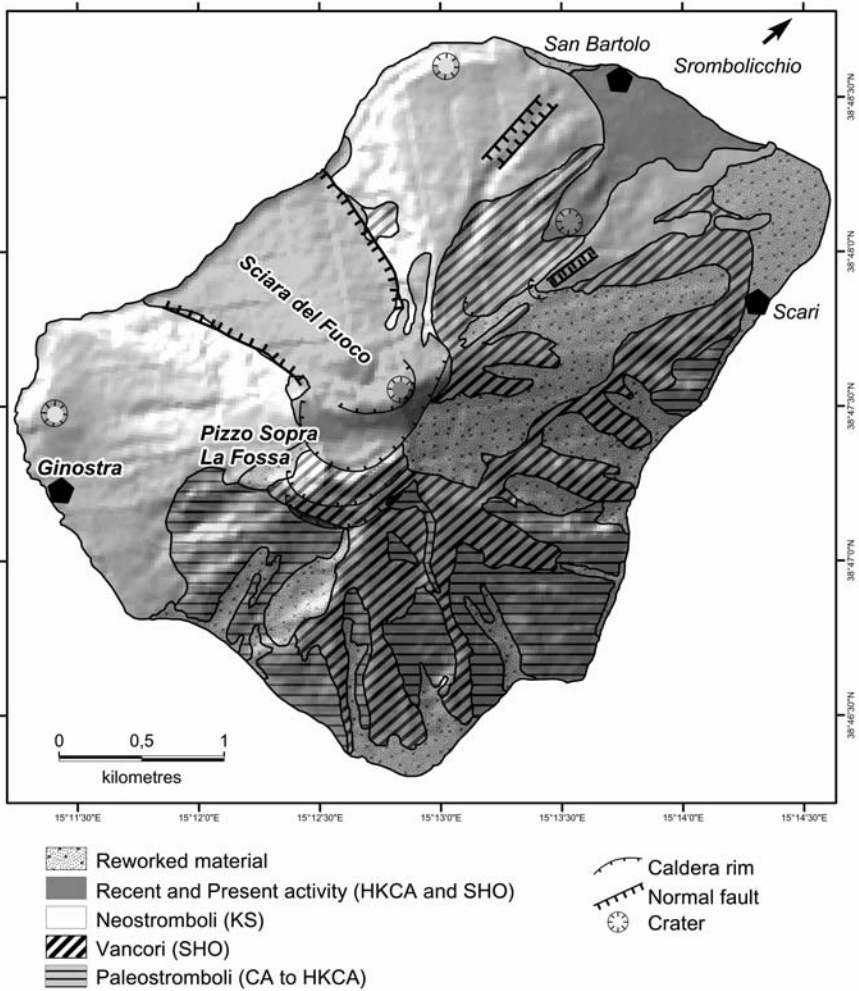 San Bartolo
Srombolicchio
Sciara del Fuoco
Scari
Pizzo Sopra
La Fossa
Ginostra
38°48'30"N
38°48'0"N
38°47'30"N
38°47'0"N
38°46'30"N
0 0,5 1
kilometres
15°11'30"E 15°12'0"E 15°12'30"E 15°13'0"E 15°13'30"E 15°14'0"E 15°14'30"E
Reworked material
Recent and Present activity (HKCA and SHO)
Neostromboli (KS)
Vancori (SHO)
Paleostromboli (CA to HKCA)
Caldera rim
Normal fault
Crater